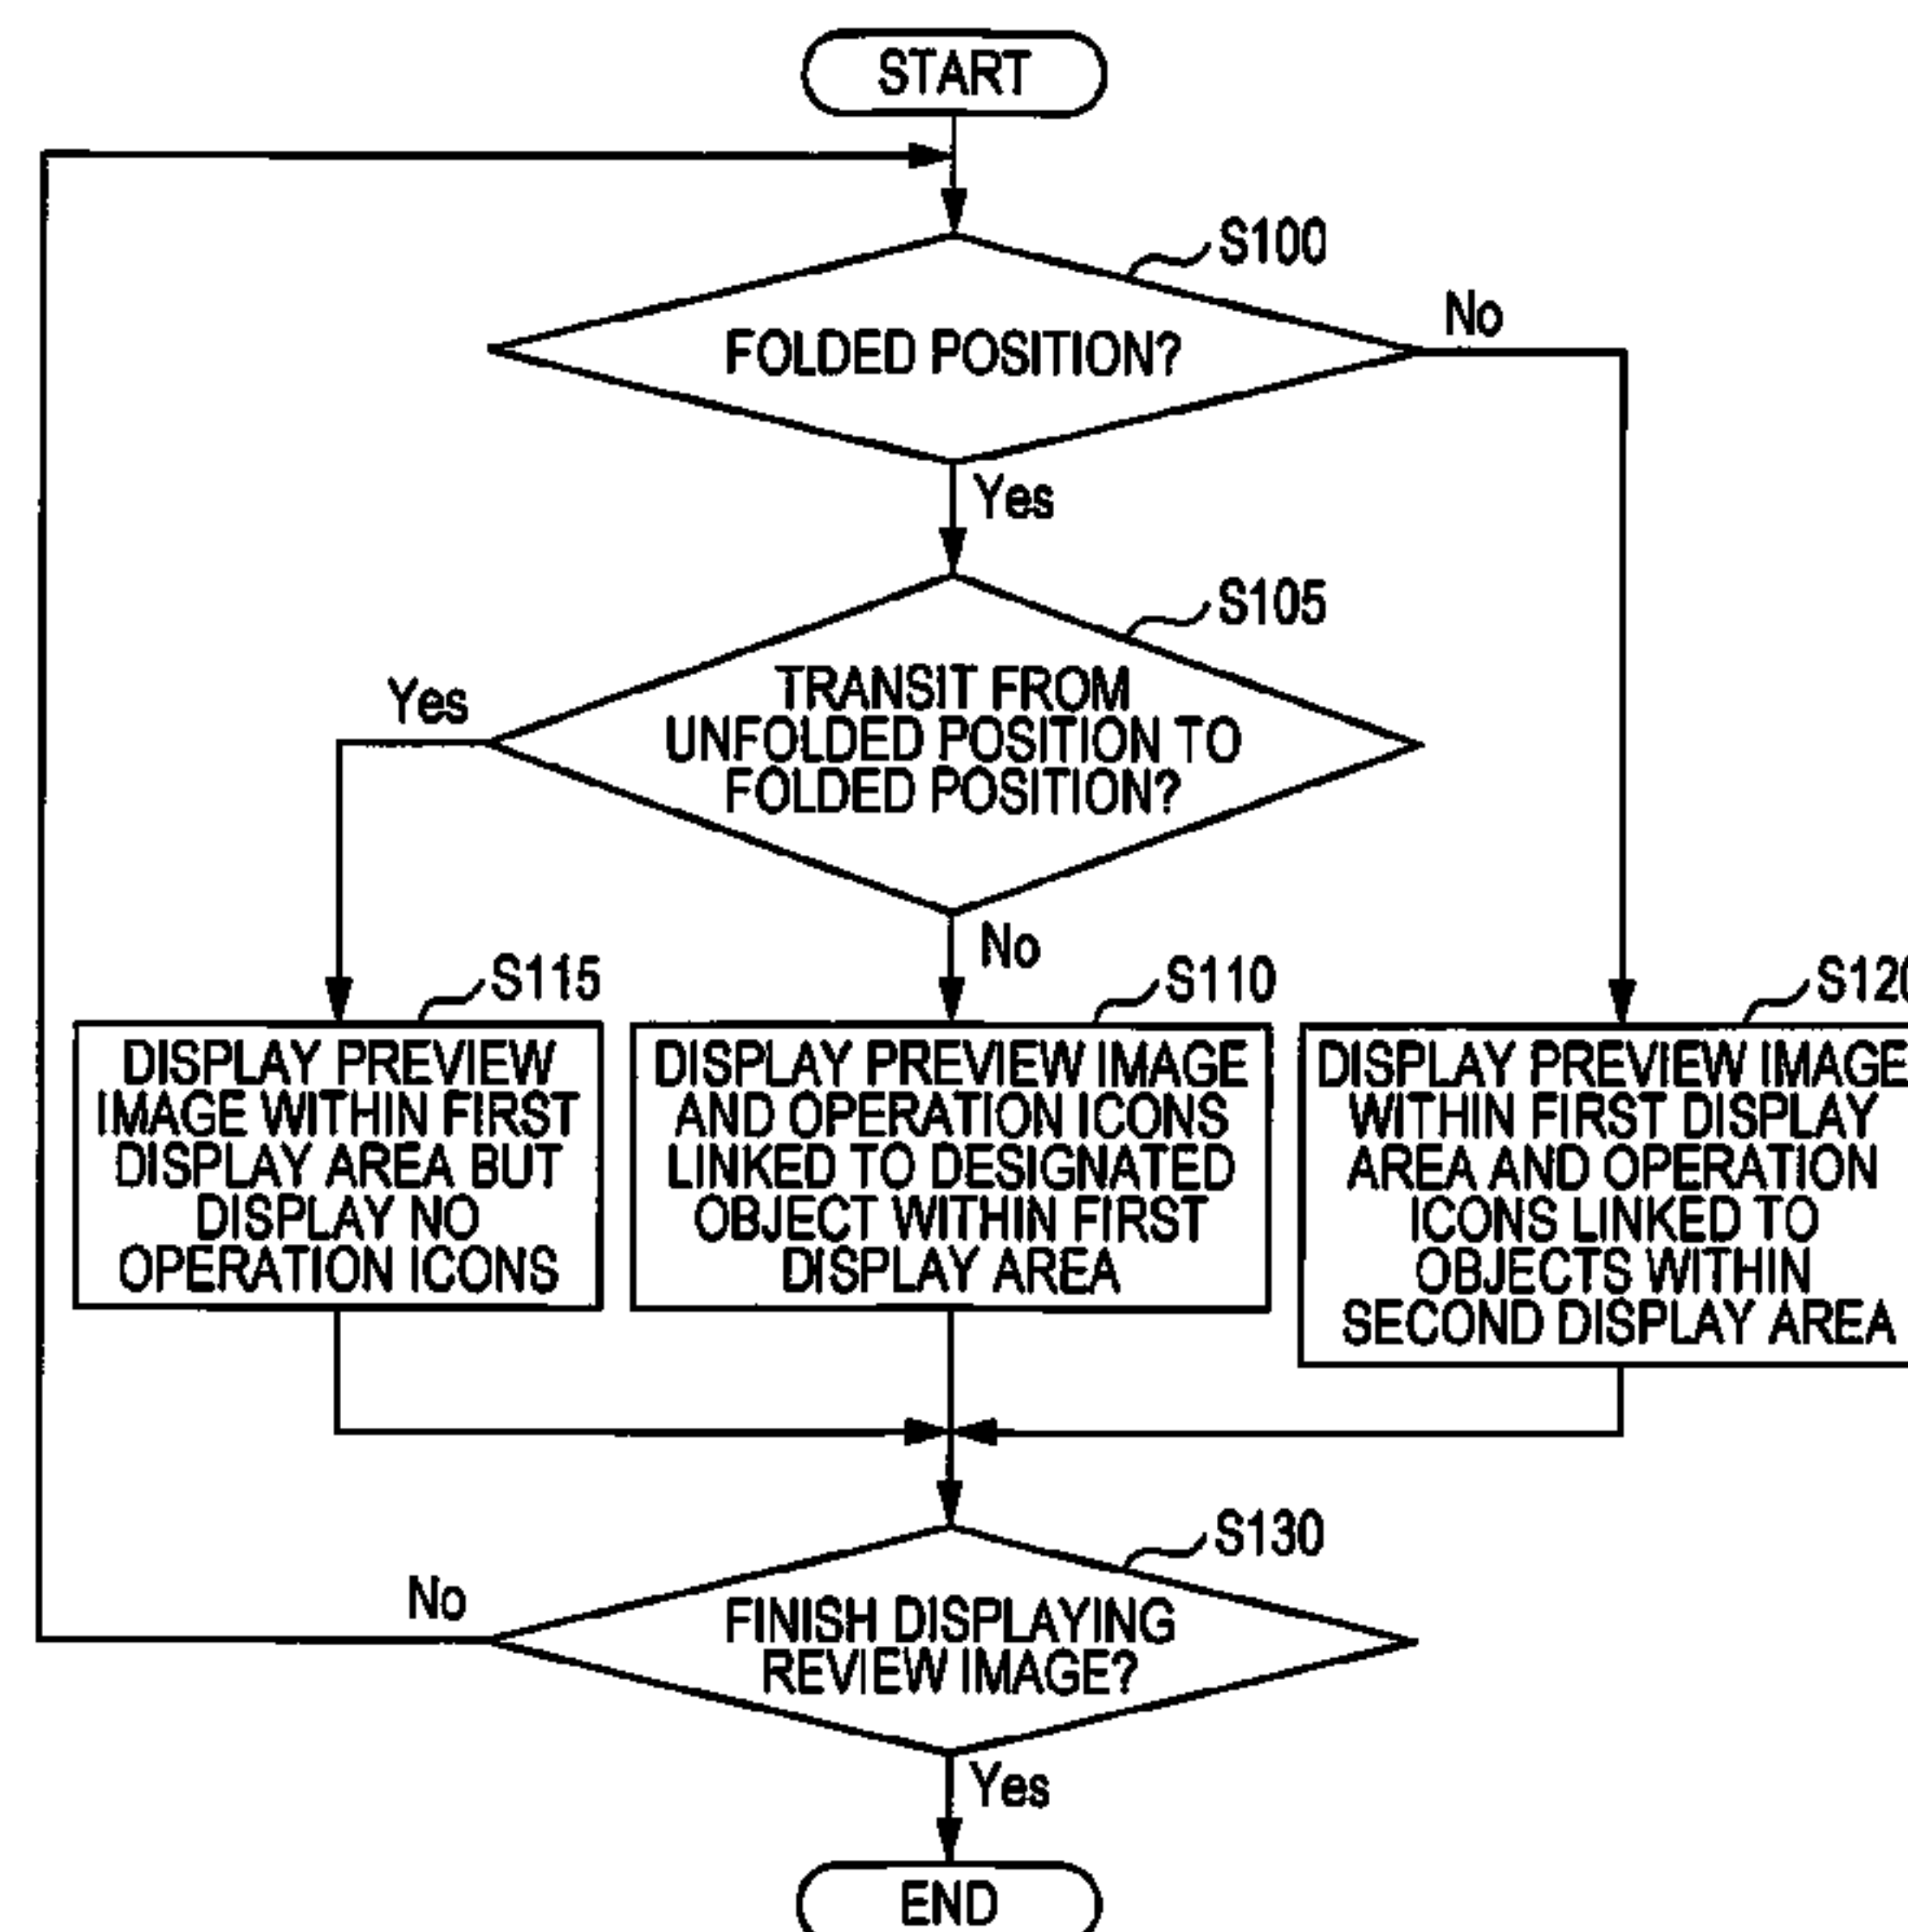 START
S100
FOLDED POSITION?
No
Yes
S105
TRANSIT FROM
UNFOLDED POSITION TO
FOLDED POSITION?
Yes
No
S115
DISPLAY PREVIEW
IMAGE WITHIN FIRST
DISPLAY AREA BUT
DISPLAY NO
OPERATION ICONS
S110
DISPLAY PREVIEW IMAGE
AND OPERATION ICONS
LINKED TO DESIGNATED
OBJECT WITHIN FIRST
DISPLAY AREA
S120
DISPLAY PREVIEW IMAGE
WITHIN FIRST DISPLAY
AREA AND OPERATION
ICONS LINKED TO
OBJECTS WITHIN
SECOND DISPLAY AREA
S130
FINISH DISPLAYING
REVIEW IMAGE?
No
Yes
END